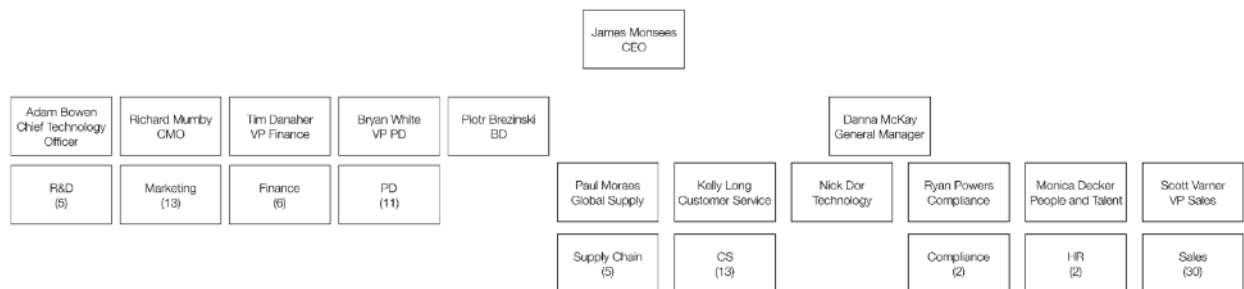 James Monsees
CEO
Adam Bowen
Chief Technology
Officer
Richard Mumby
CMO
Tim Danaher
VP Finance
Bryan White
VP PD
Piotr Brezinski
BD
Danna McKay
General Manager
R&D
(5)
Marketing
(13)
Finance
(6)
PD
(11)
Paul Moraes
Global Supply
Kelly Long
Customer Service
Nick Dor
Technology
Ryan Powers
Compliance
Monica Decker
People and Talent
Scott Varner
VP Sales
Supply Chain
(5)
CS
(13)
Compliance
(2)
HR
(2)
Sales
(30)